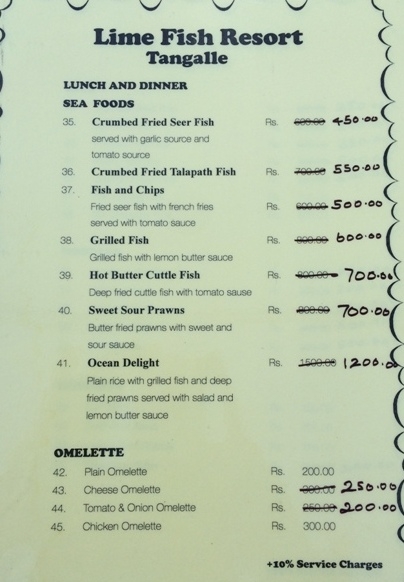 Lime Fish Resort
Tangalle
LUNCH AND DINNER
SEA FOODS
35. Crumbed Fried Seer Fish Rs. 450.00
served with garlic source and
tomato source
36. Crumbed Fried Talapath Fish Rs. 700.00 550.00
37. Fish and Chips
Fried seer fish with french fries Rs. 500.00
served with tomato sauce
38. Grilled Fish Rs. 600.00
Grilled fish with lemon butter sauce
39. Hot Butter Cuttle Fish Rs. 700.00
Deep fried cuttle fish with tomato sause
40. Sweet Sour Prawns Rs. 700.00
Butter fried prawns with sweet and
sour sauce
41. Ocean Delight Rs. 1500.00 1200.00
Plain rice with grilled fish and deep
fried prawns served with salad and
lemon butter sauce
OMELETTE
42. Plain Omelette Rs. 200.00
43. Cheese Omelette Rs. 250.00
44. Tomato & Onion Omelette Rs. 250.00 200.00
45. Chicken Omelette Rs. 300.00
+10% Service Charges